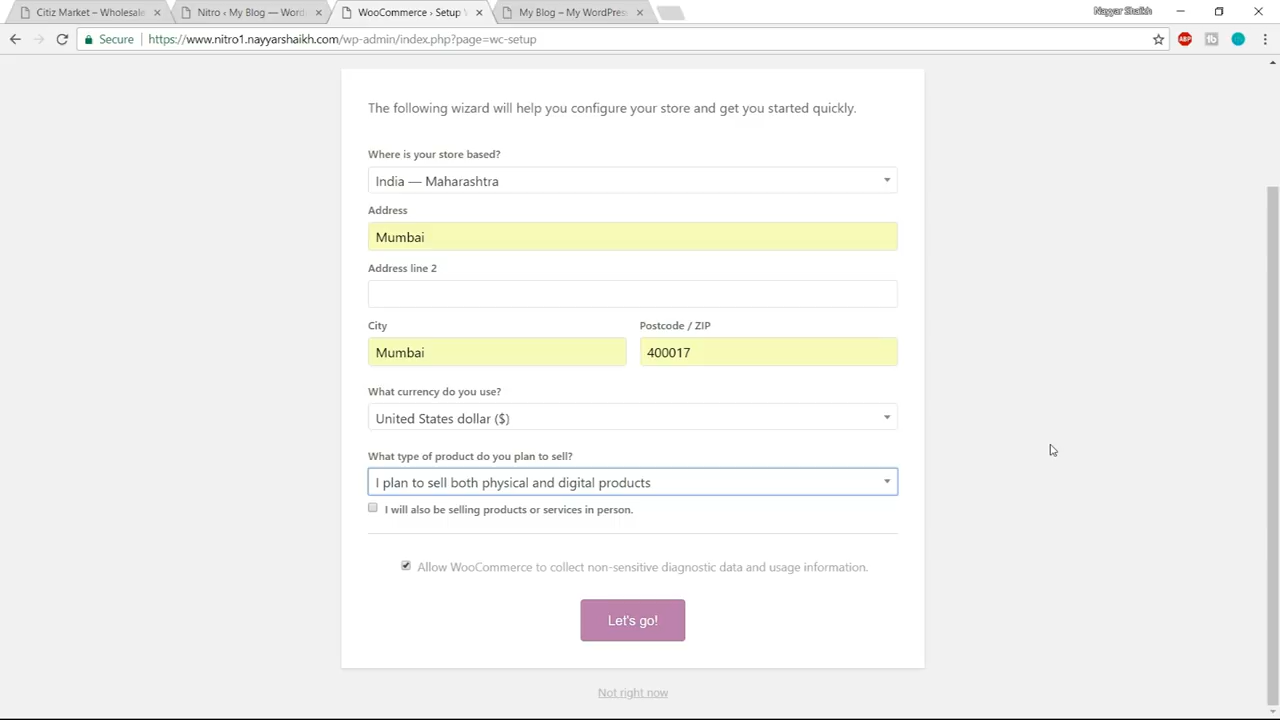 Citiz Market – Wholesale
Nitro ‹ My Blog — Word
WooCommerce › Setup W
My Blog – My WordPres
Nayyar Shaikh
Secure
https://www.nitro1.nayyarshaikh.com/wp-admin/index.php?page=wc-setup
ABP
tb
The following wizard will help you configure your store and get you started quickly.
Where is your store based?
India — Maharashtra
Address
Mumbai
Address line 2
City
Postcode / ZIP
Mumbai
400017
What currency do you use?
United States dollar ($)
What type of product do you plan to sell?
I plan to sell both physical and digital products
I will also be selling products or services in person.
Allow WooCommerce to collect non-sensitive diagnostic data and usage information.
Let's go!
Not right now